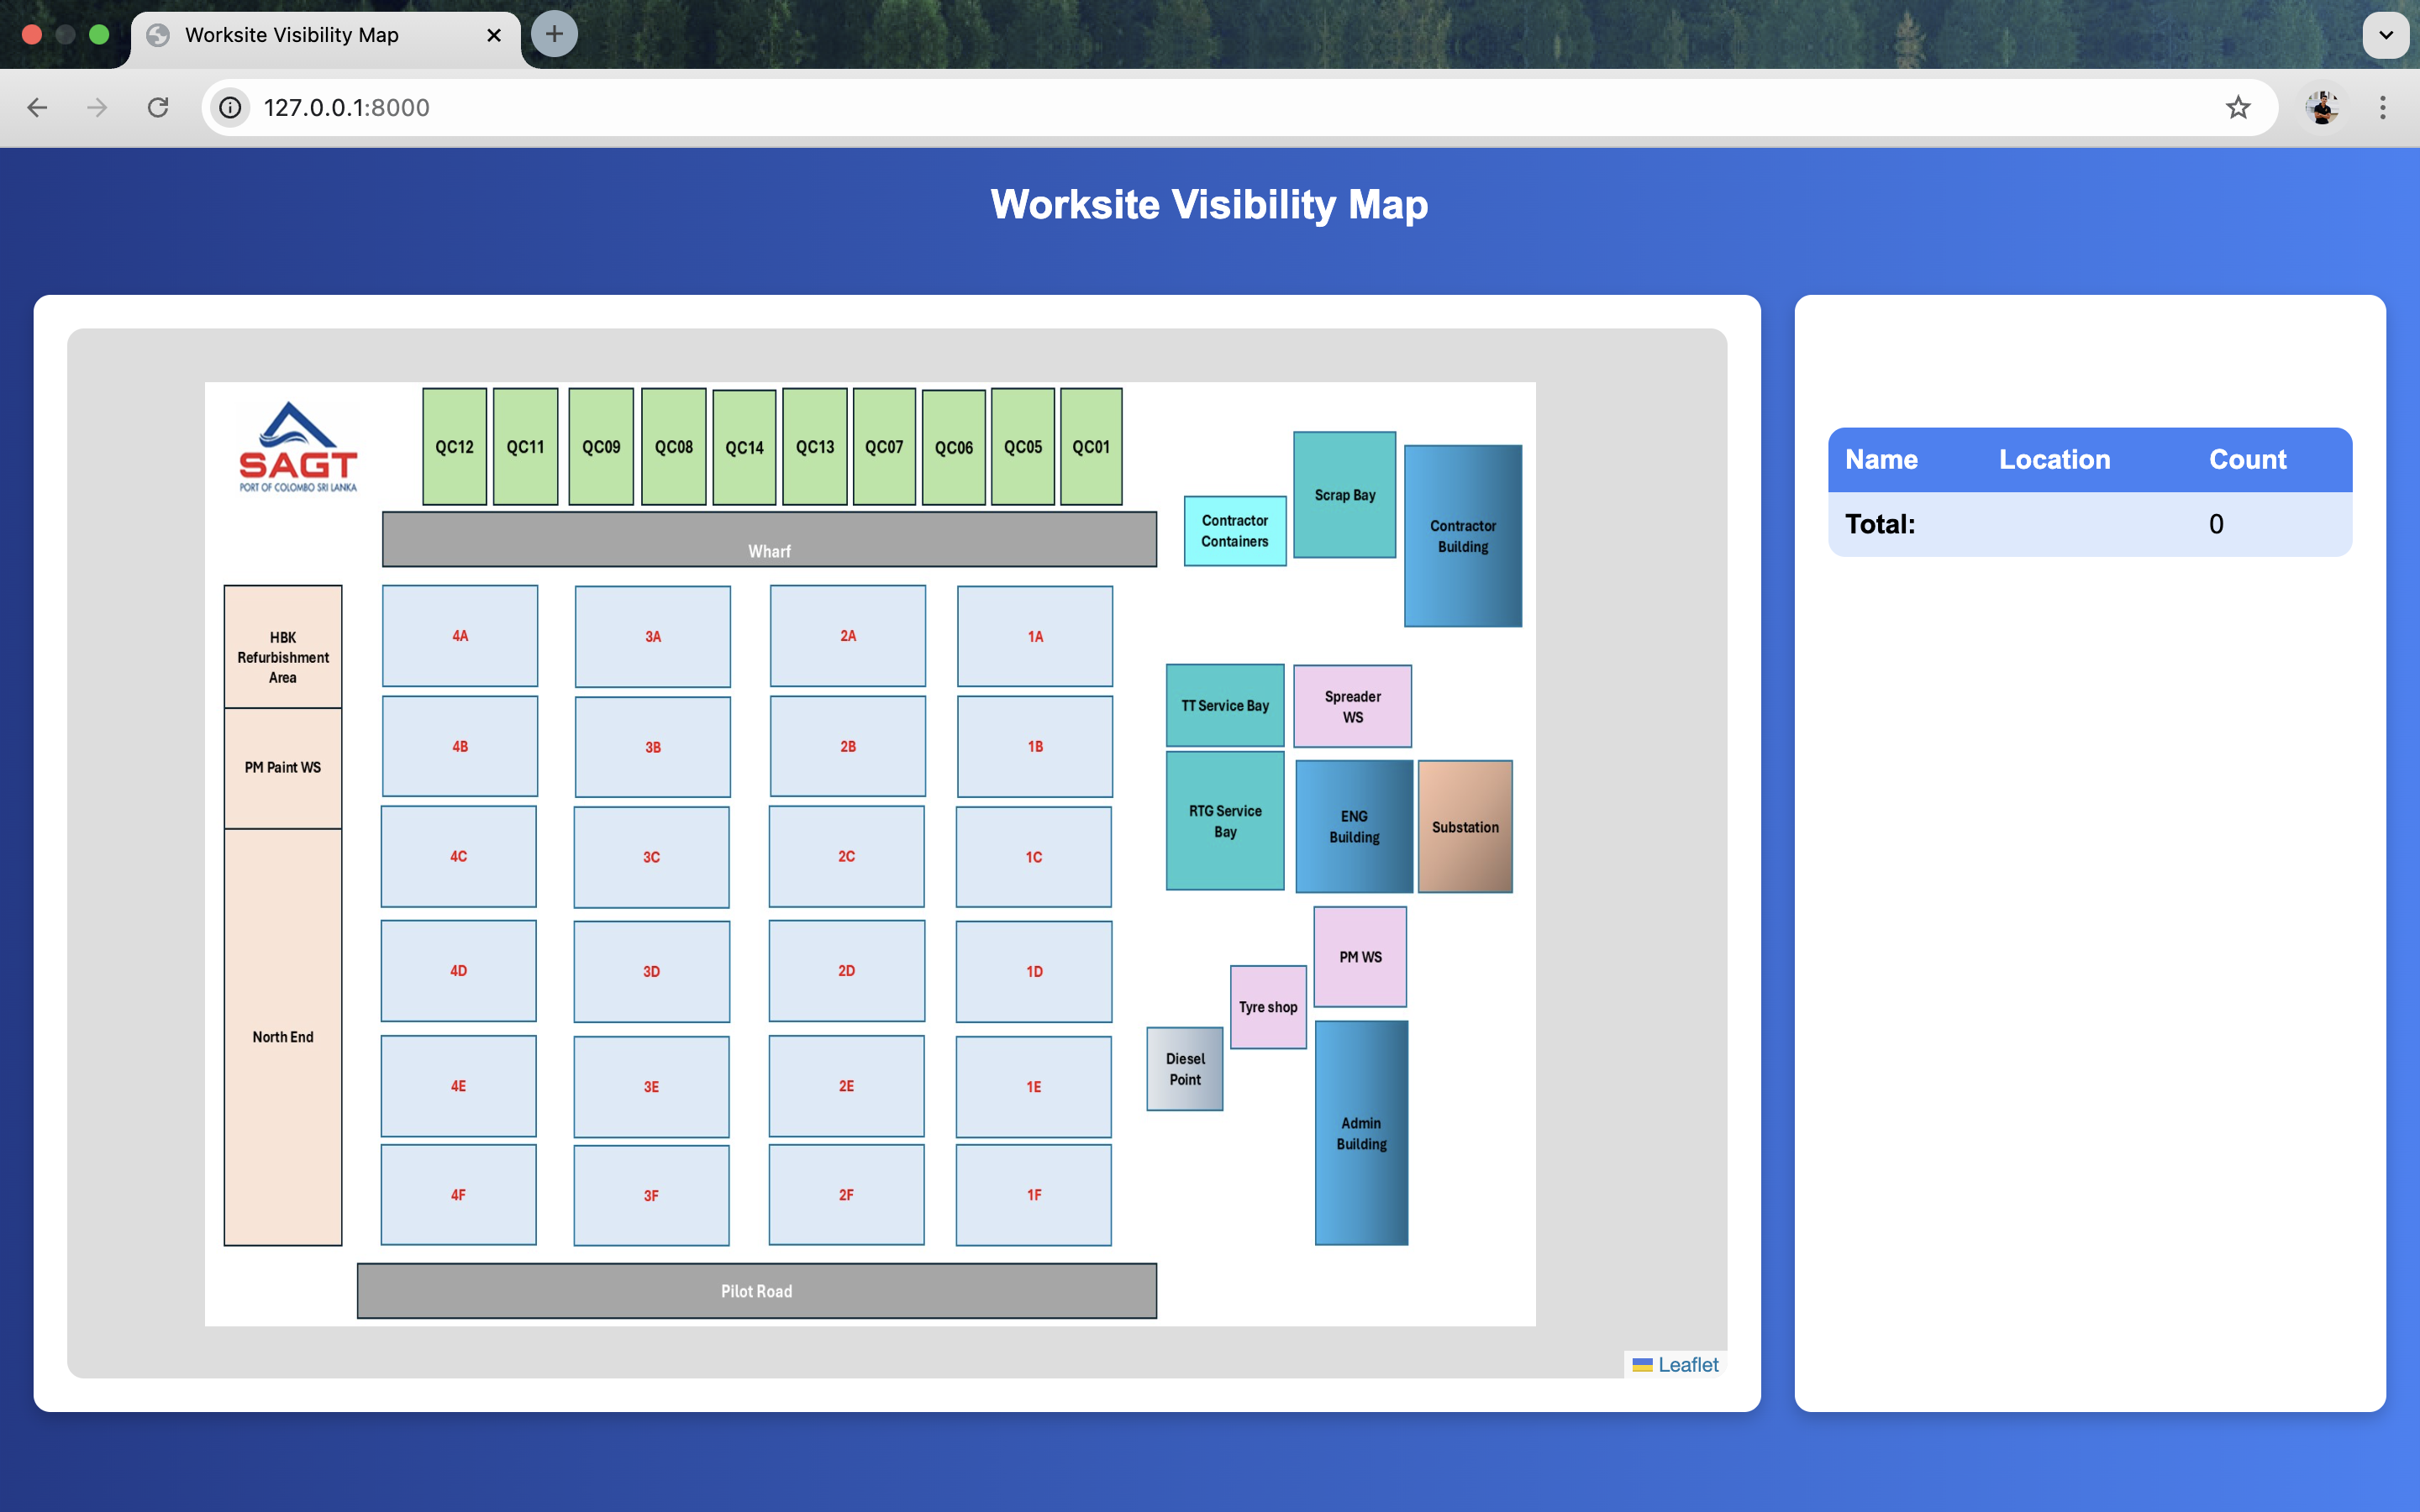 Worksite Visibility Map
127.0.0.1:8000
Worksite Visibility Map
SAGT
PORT OF COLOMBO SRI LANKA
QC12
QC11
QC09
QC08
QC14
QC13
QC07
QC06
QC05
QC01
Wharf
Contractor
Containers
Scrap Bay
Contractor
Building
HBK
Refurbishment
Area
PM Paint WS
North End
4A
3A
2A
1A
4B
3B
2B
1B
4C
3C
2C
1C
4D
3D
2D
1D
4E
3E
2E
1E
4F
3F
2F
1F
TT Service Bay
Spreader
WS
RTG Service
Bay
ENG
Building
Substation
PM WS
Tyre shop
Diesel
Point
Admin
Building
Pilot Road
Leaflet
Name Location Count
Total: 0